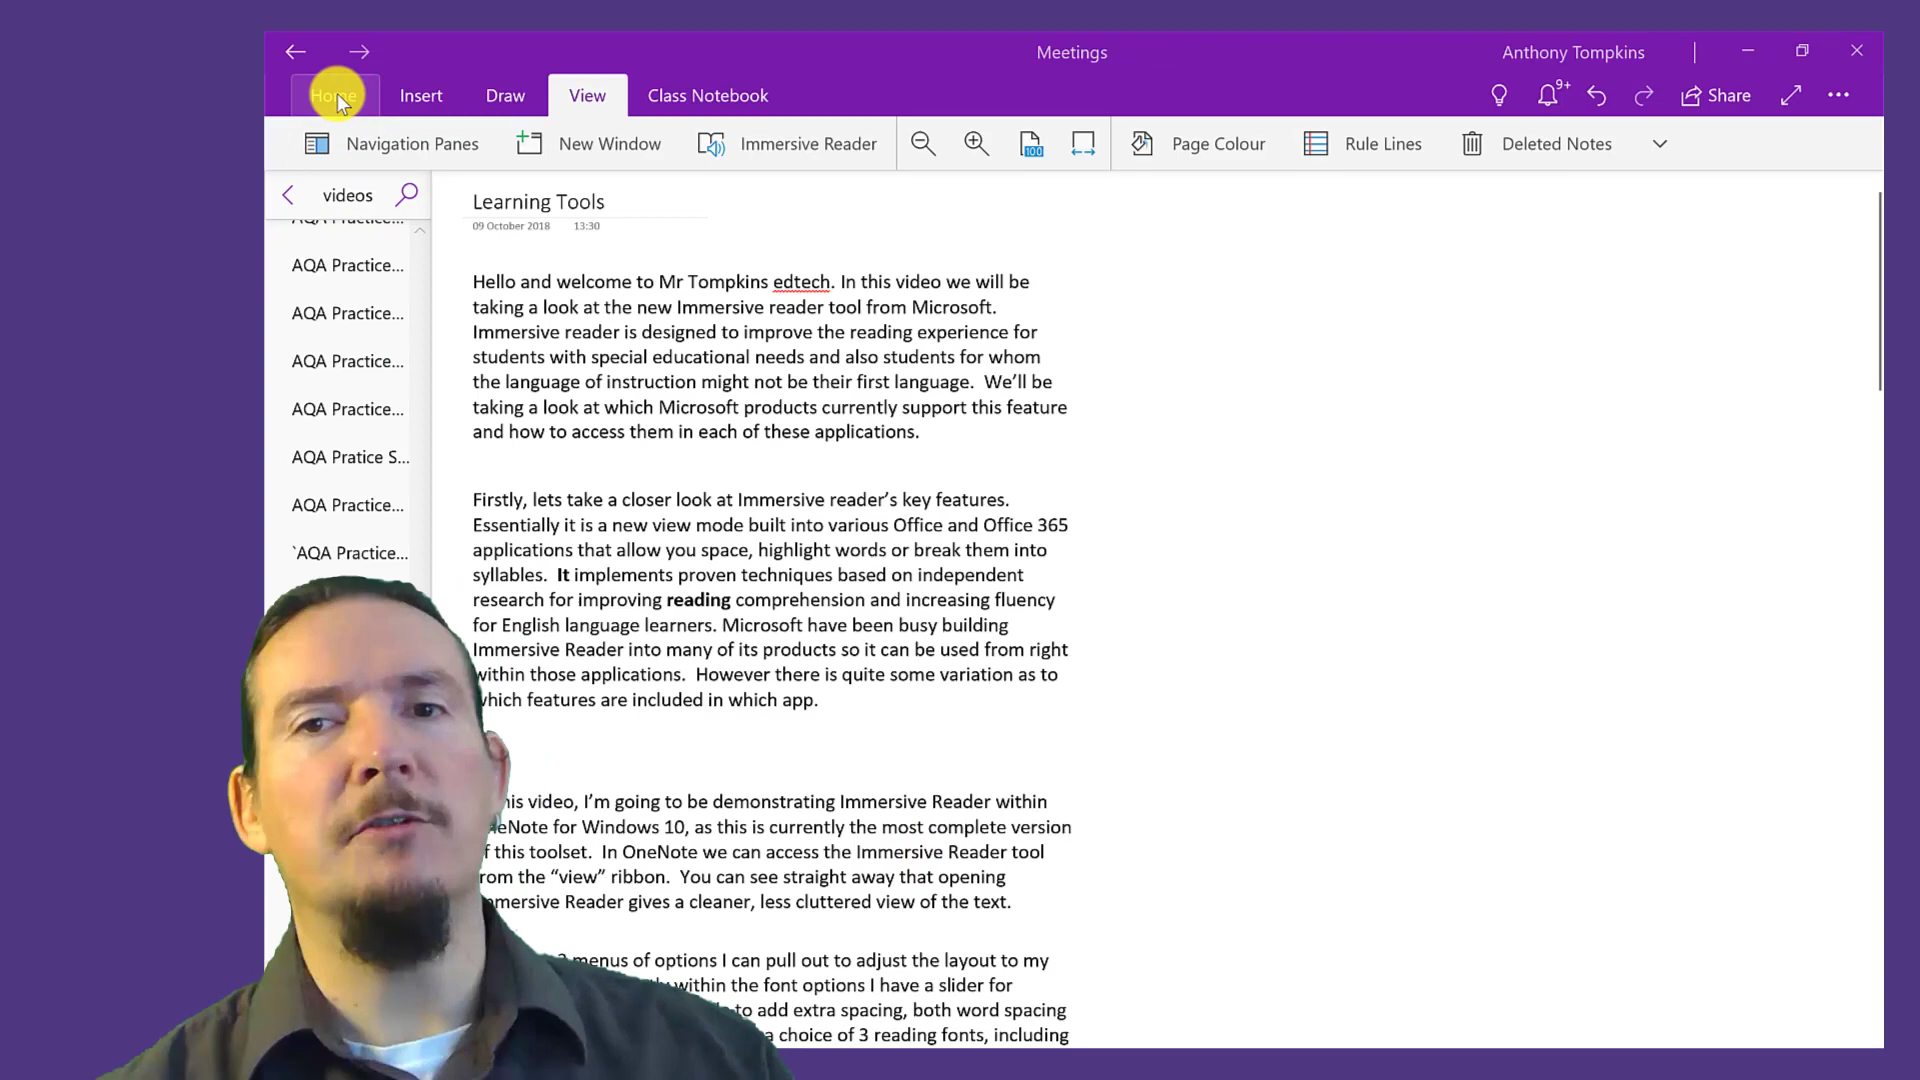 Meetings
Anthony Tompkins
Home
Insert
Draw
View
Class Notebook
9+
Share
Navigation Panes
New Window
Immersive Reader
100
Page Colour
Rule Lines
Deleted Notes
videos
AQA Practice...
AQA Practice...
AQA Practice...
AQA Practice...
AQA Practice...
AQA Pratice S...
AQA Practice...
`AQA Practice...
Learning Tools
09 October 2018 13:30
Hello and welcome to Mr Tompkins edtech. In this video we will be
taking a look at the new Immersive reader tool from Microsoft.
Immersive reader is designed to improve the reading experience for
students with special educational needs and also students for whom
the language of instruction might not be their first language. We’ll be
taking a look at which Microsoft products currently support this feature
and how to access them in each of these applications.
Firstly, lets take a closer look at Immersive reader’s key features.
Essentially it is a new view mode built into various Office and Office 365
applications that allow you space, highlight words or break them into
syllables. It implements proven techniques based on independent
research for improving reading comprehension and increasing fluency
for English language learners. Microsoft have been busy building
Immersive Reader into many of its products so it can be used from right
within those applications. However there is quite some variation as to
which features are included in which app.
this video, I’m going to be demonstrating Immersive Reader within
OneNote for Windows 10, as this is currently the most complete version
of this toolset. In OneNote we can access the Immersive Reader tool
from the “view” ribbon. You can see straight away that opening
Immersive Reader gives a cleaner, less cluttered view of the text.
3 menus of options I can pull out to adjust the layout to my
within the font options I have a slider for
to add extra spacing, both word spacing
a choice of 3 reading fonts, including